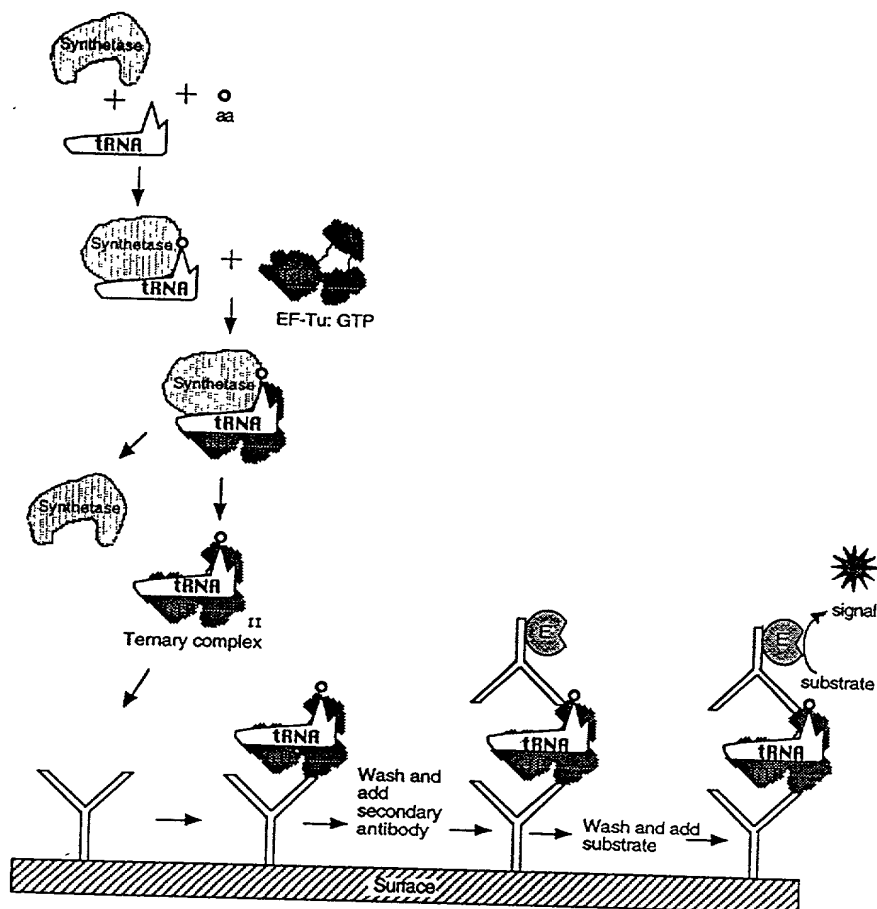 Synthetase
+
+
aa
tRNA
Synthetase
+
tRNA
EF-Tu: GTP
Synthetase
tRNA
Synthetase
tRNA
II
Ternary complex
signal
E
E
substrate
tRNA
tRNA
tRNA
Wash and
add
secondary
antibody
Wash and add
substrate
Surface